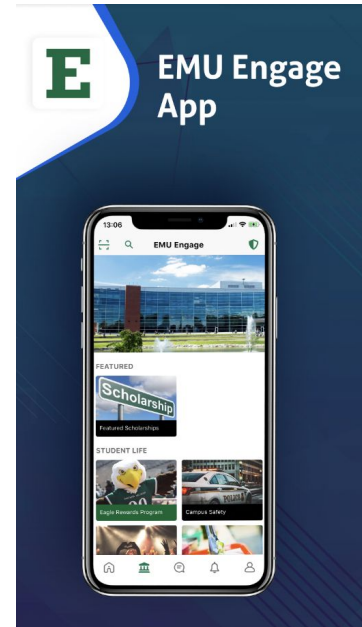 E
EMU Engage
App
13:06
EMU Engage
FEATURED
Scholarship
Featured Scholarships
STUDENT LIFE
Eagle Rewards Program
Campus Safety
POLICE